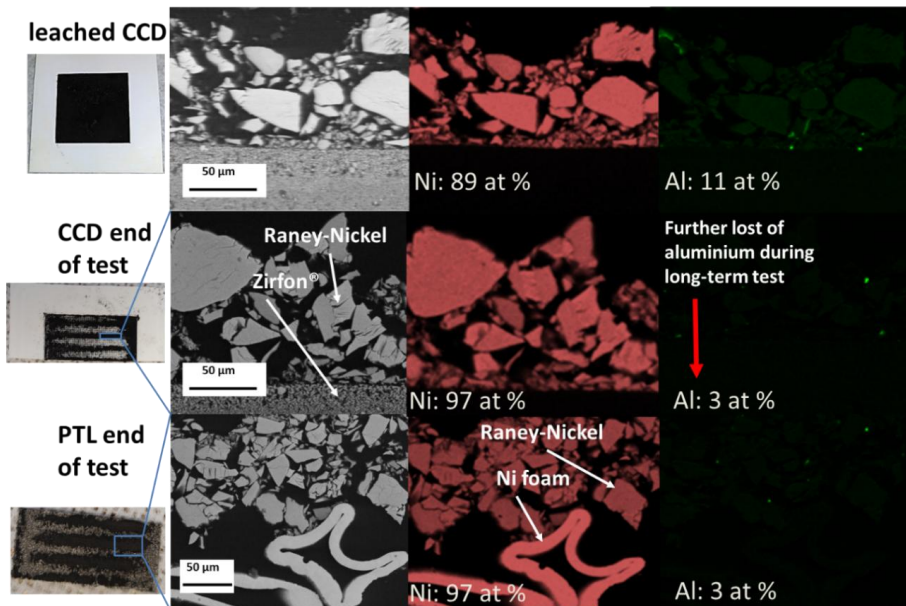 leached CCD
50 µm
Ni: 89 at %
Al: 11 at %
CCD end
of test
Raney-Nickel
Zirfon®
50 µm
Ni: 97 at %
Further lost of
aluminium during
long-term test
Al: 3 at %
PTL end
of test
50 µm
Raney-Nickel
Ni foam
Ni: 97 at %
Al: 3 at %